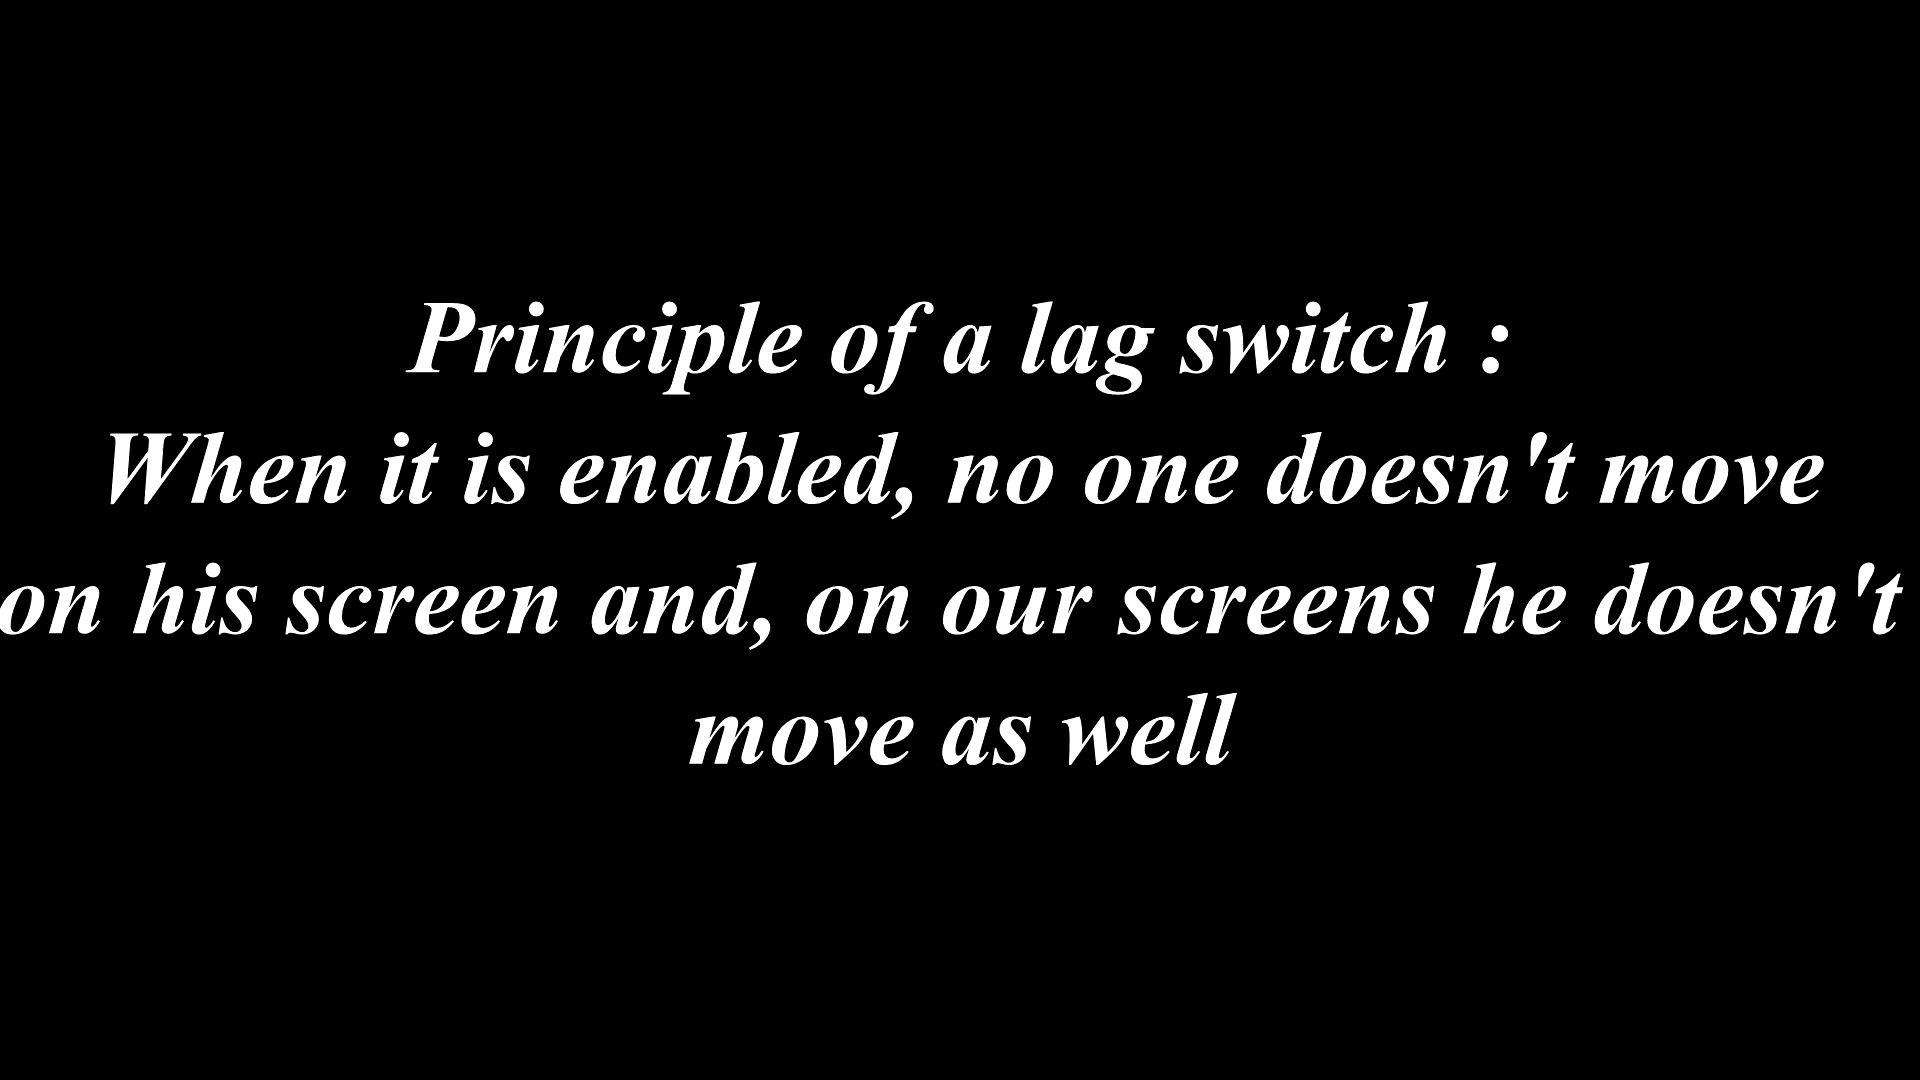 Principle of a lag switch :
When it is enabled, no one doesn't move
on his screen and, on our screens he doesn't
move as well